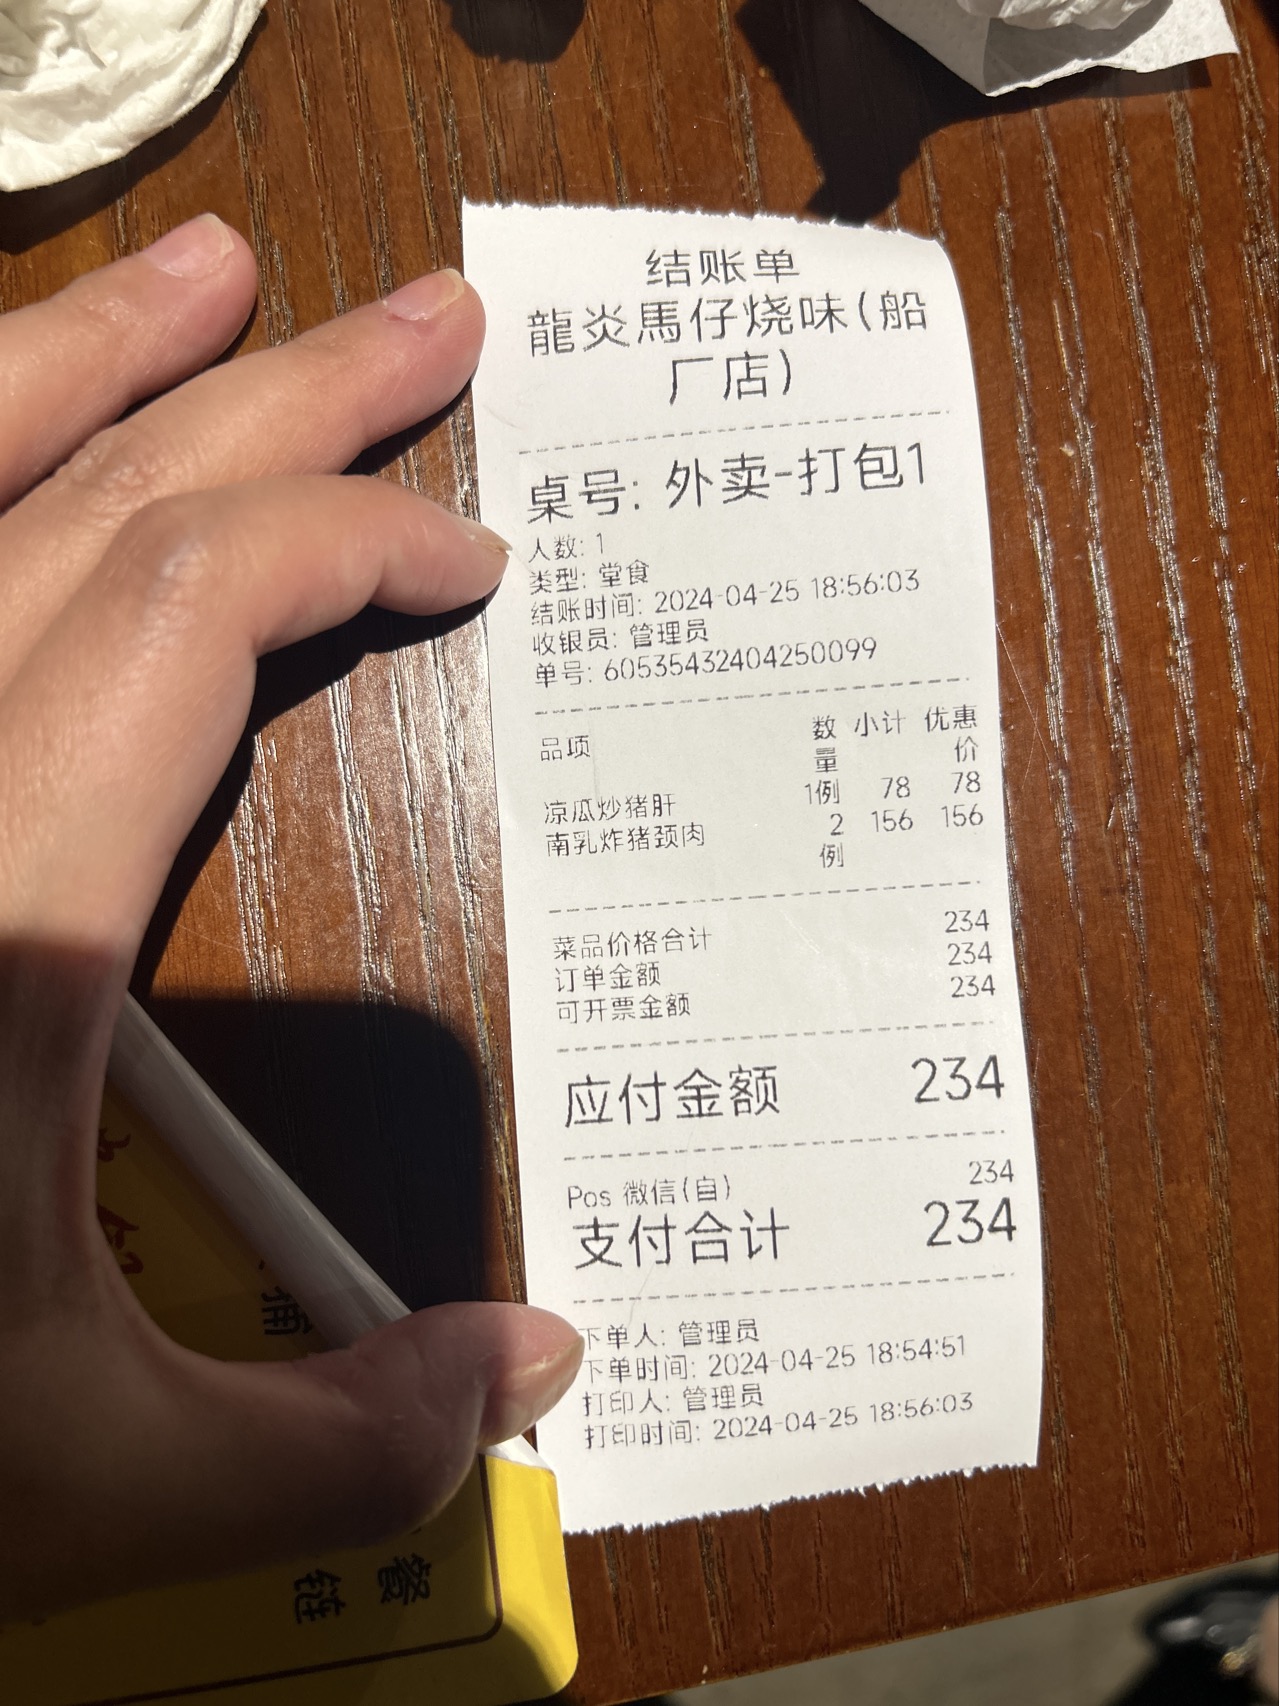 结账单
龍炎馬仔烧味(船
厂店)
桌号: 外卖-打包1
人数: 1
类型: 堂食
结账时间: 2024-04-25 18:56:03
收银员: 管理员
单号: 60535432404250099
品项 数量 小计 优惠价
凉瓜炒猪肝 1例 78 78
南乳炸猪颈肉 2例 156 156
菜品价格合计 234
订单金额 234
可开票金额 234
应付金额 234
Pos 微信(自) 234
支付合计 234
下单人: 管理员
下单时间: 2024-04-25 18:54:51
打印人: 管理员
打印时间: 2024-04-25 18:56:03
餐